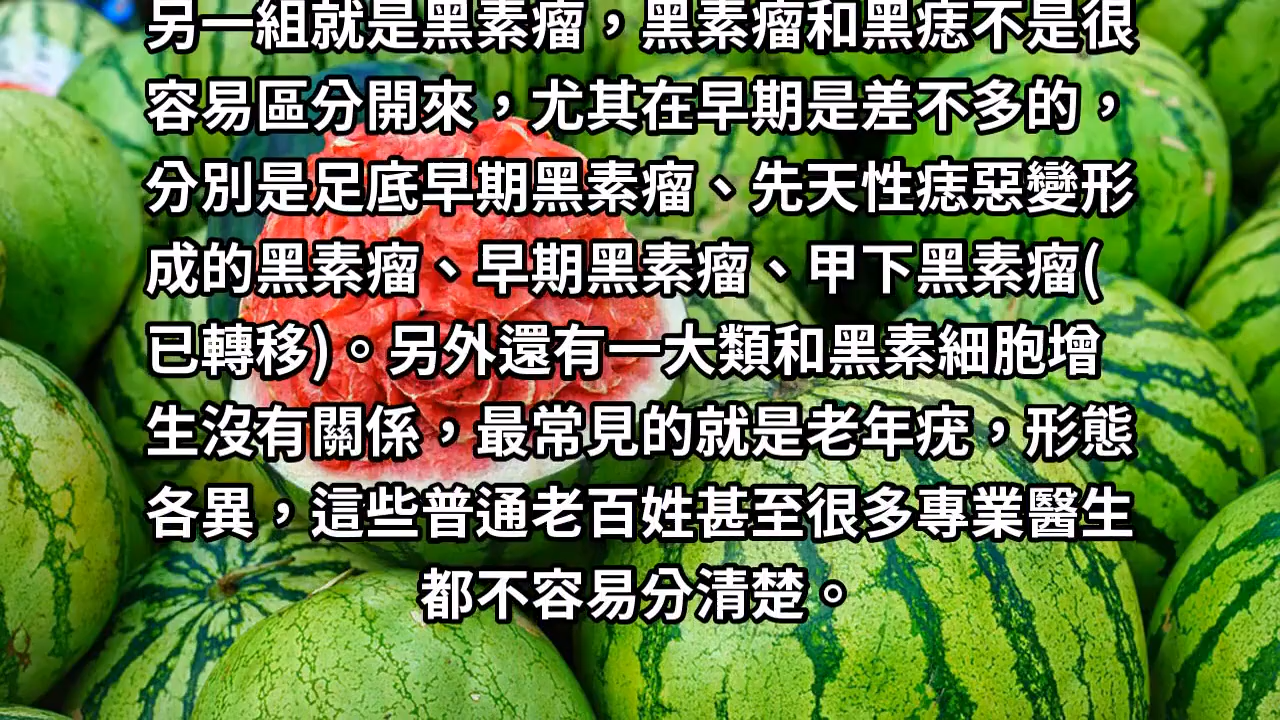 另一組就是黑素瘤，黑素瘤和黑痣不是很
容易區分開來，尤其在早期是差不多的，
分別是足底早期黑素瘤、先天性痣惡變形
成的黑素瘤、早期黑素瘤、甲下黑素瘤(
已轉移)。另外還有一大類和黑素細胞增
生沒有關係，最常見的就是老年疣，形態
各異，這些普通老百姓甚至很多專業醫生
都不容易分清楚。